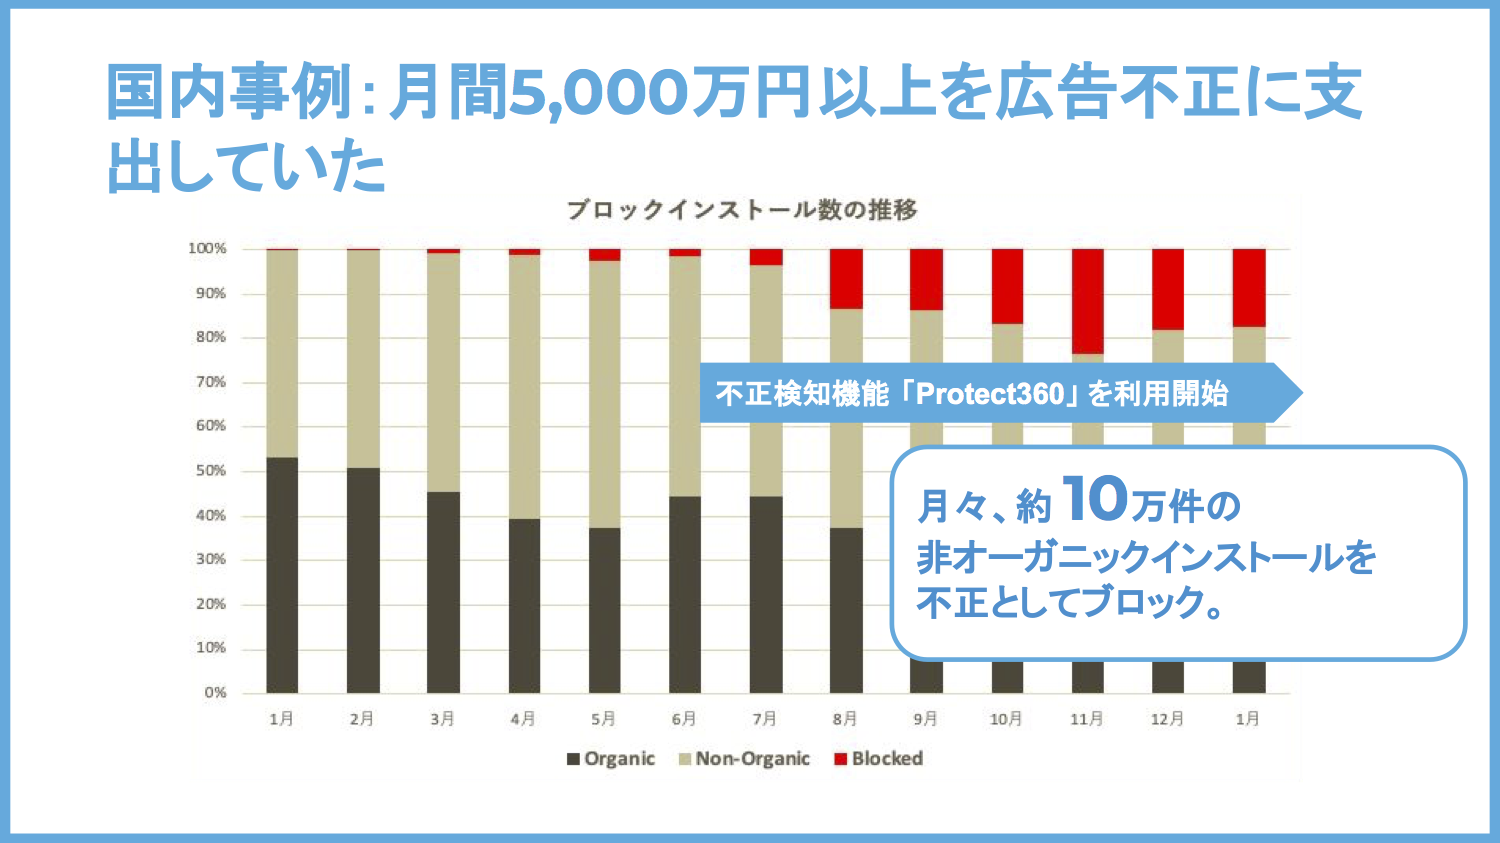 国内事例：月間5,000万円以上を広告不正に支
出していた
ブロックインストール数の推移
100%
90%
80%
70%
60%
50%
40%
30%
20%
10%
0%
不正検知機能「Protect360」を利用開始
月々、約10万件の
非オーガニックインストールを
不正としてブロック。
1月 2月 3月 4月 5月 6月 7月 8月 9月 10月 11月 12月 1月
Organic Non-Organic Blocked